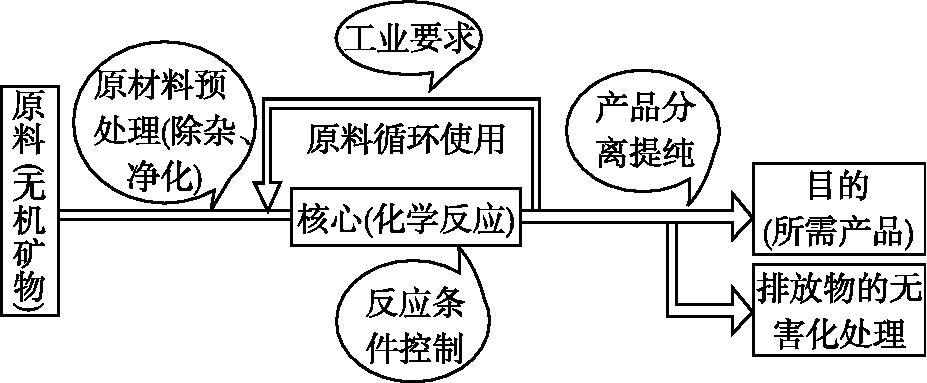 工业要求
原材料预
处理(除杂、
净化)
原料(无机矿物)
原料循环使用
产品分
离提纯
核心(化学反应)
目的
(所需产品)
反应条
件控制
排放物的无
害化处理